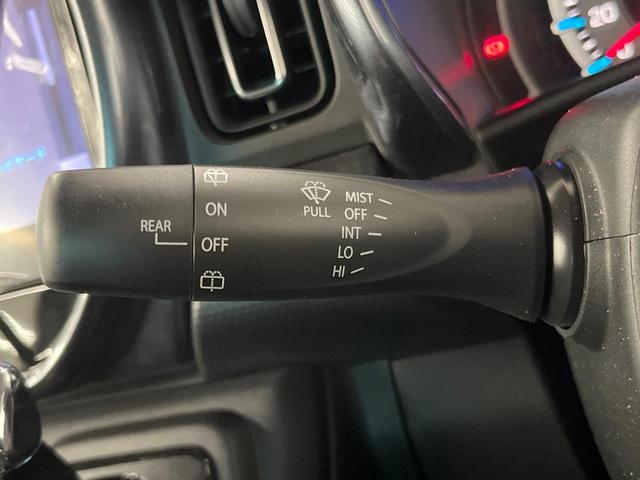 REAR
ON
OFF
PULL
MIST
OFF
INT
LO
HI
20